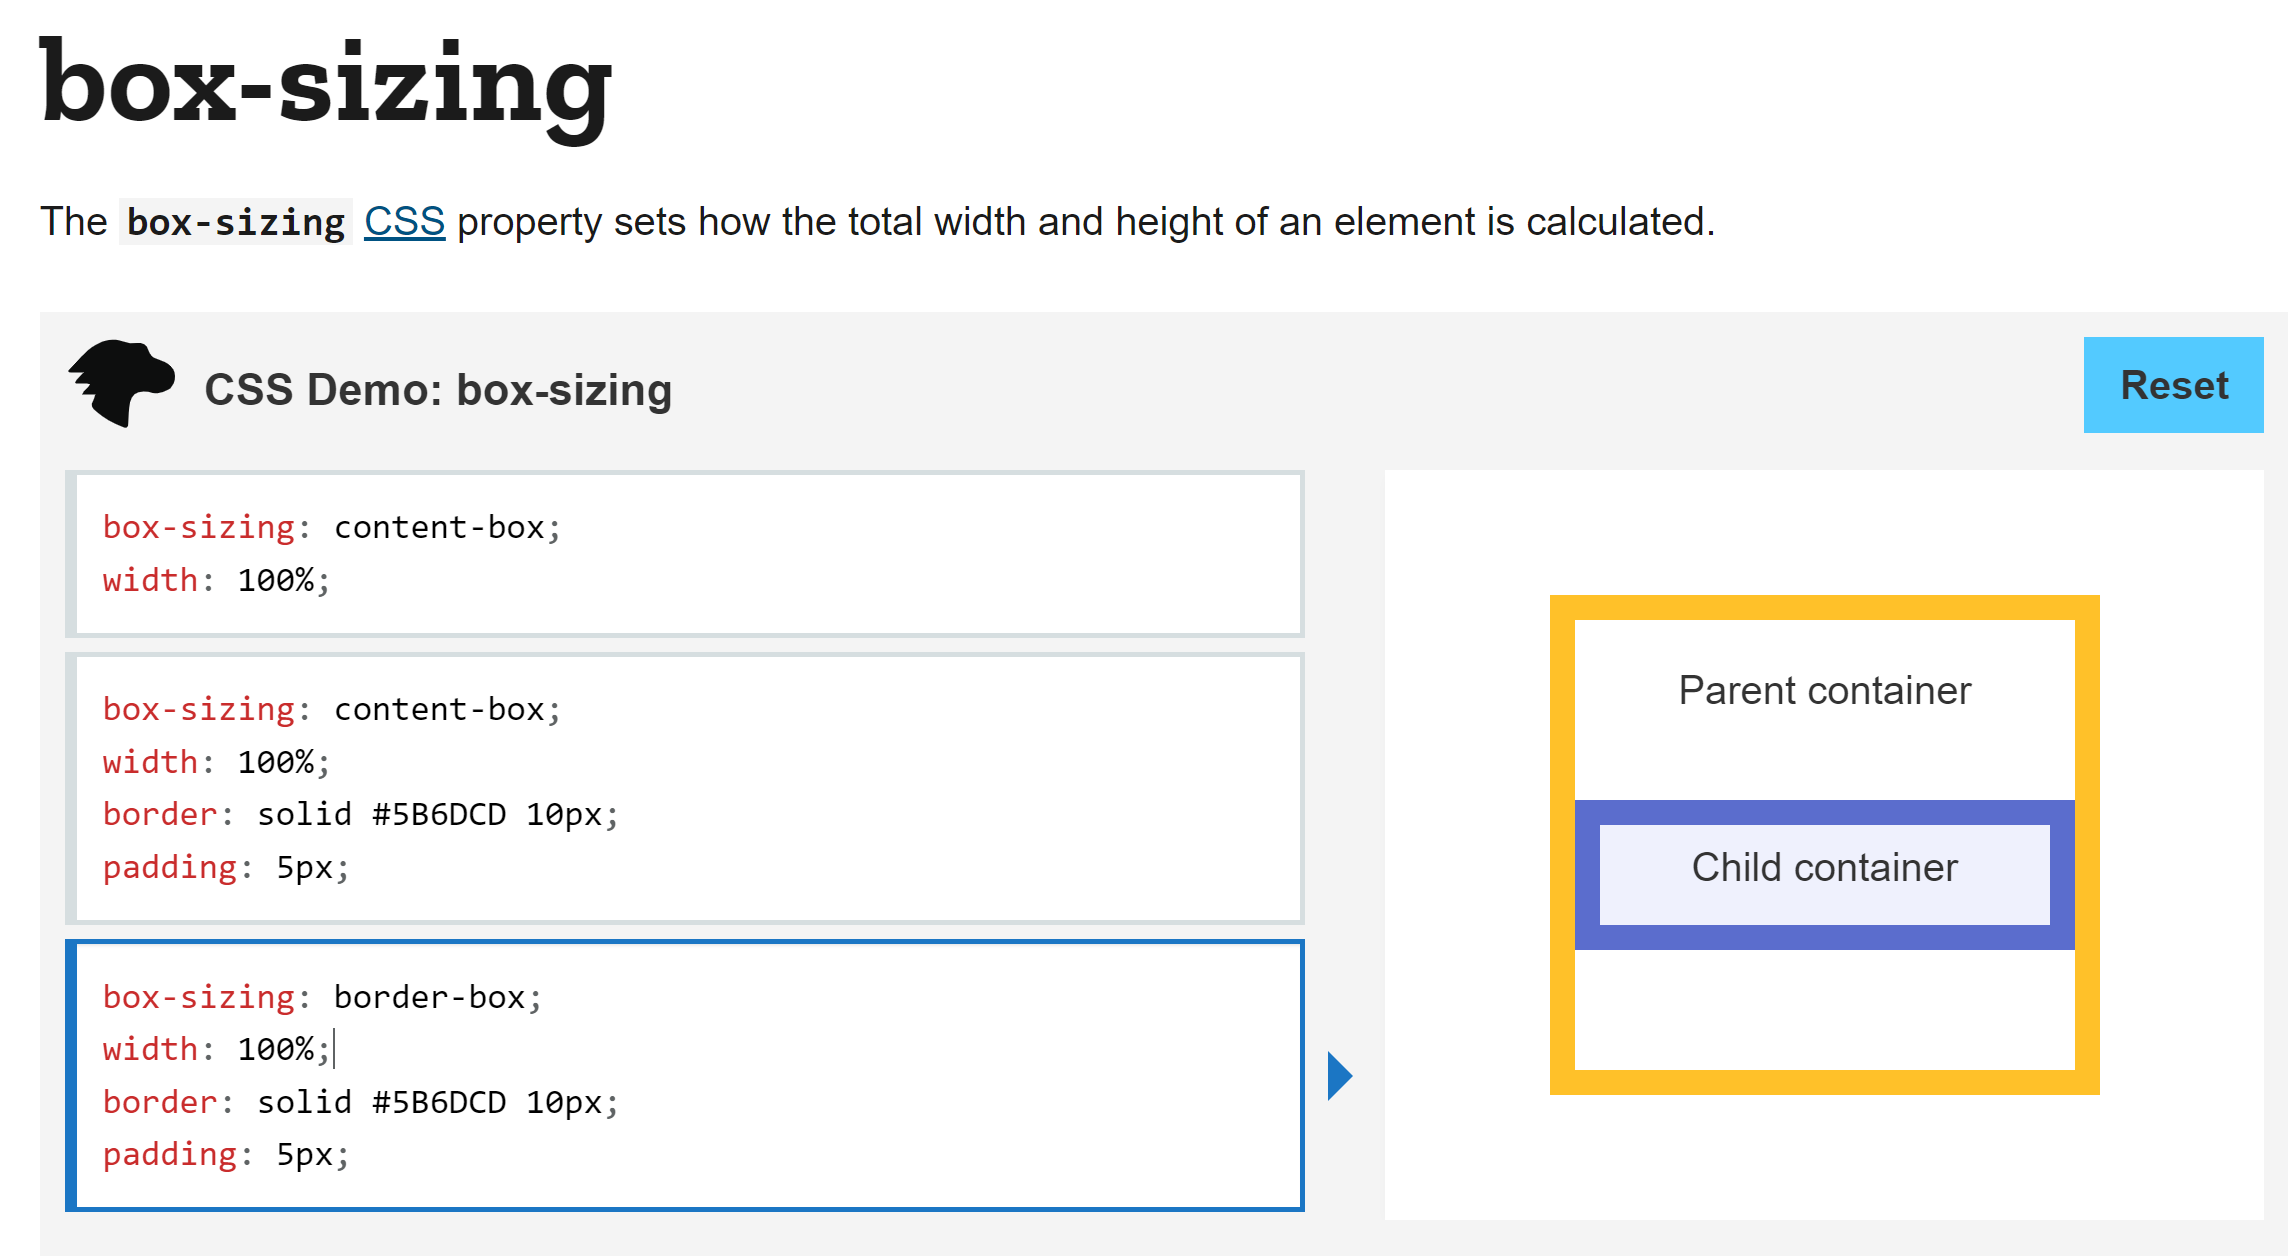 box-sizing
The box-sizing CSS property sets how the total width and height of an element is calculated.
CSS Demo: box-sizing
Reset
box-sizing: content-box;
width: 100%;
box-sizing: content-box;
width: 100%;
border: solid #5B6DCD 10px;
padding: 5px;
box-sizing: border-box;
width: 100%;
border: solid #5B6DCD 10px;
padding: 5px;
Parent container
Child container